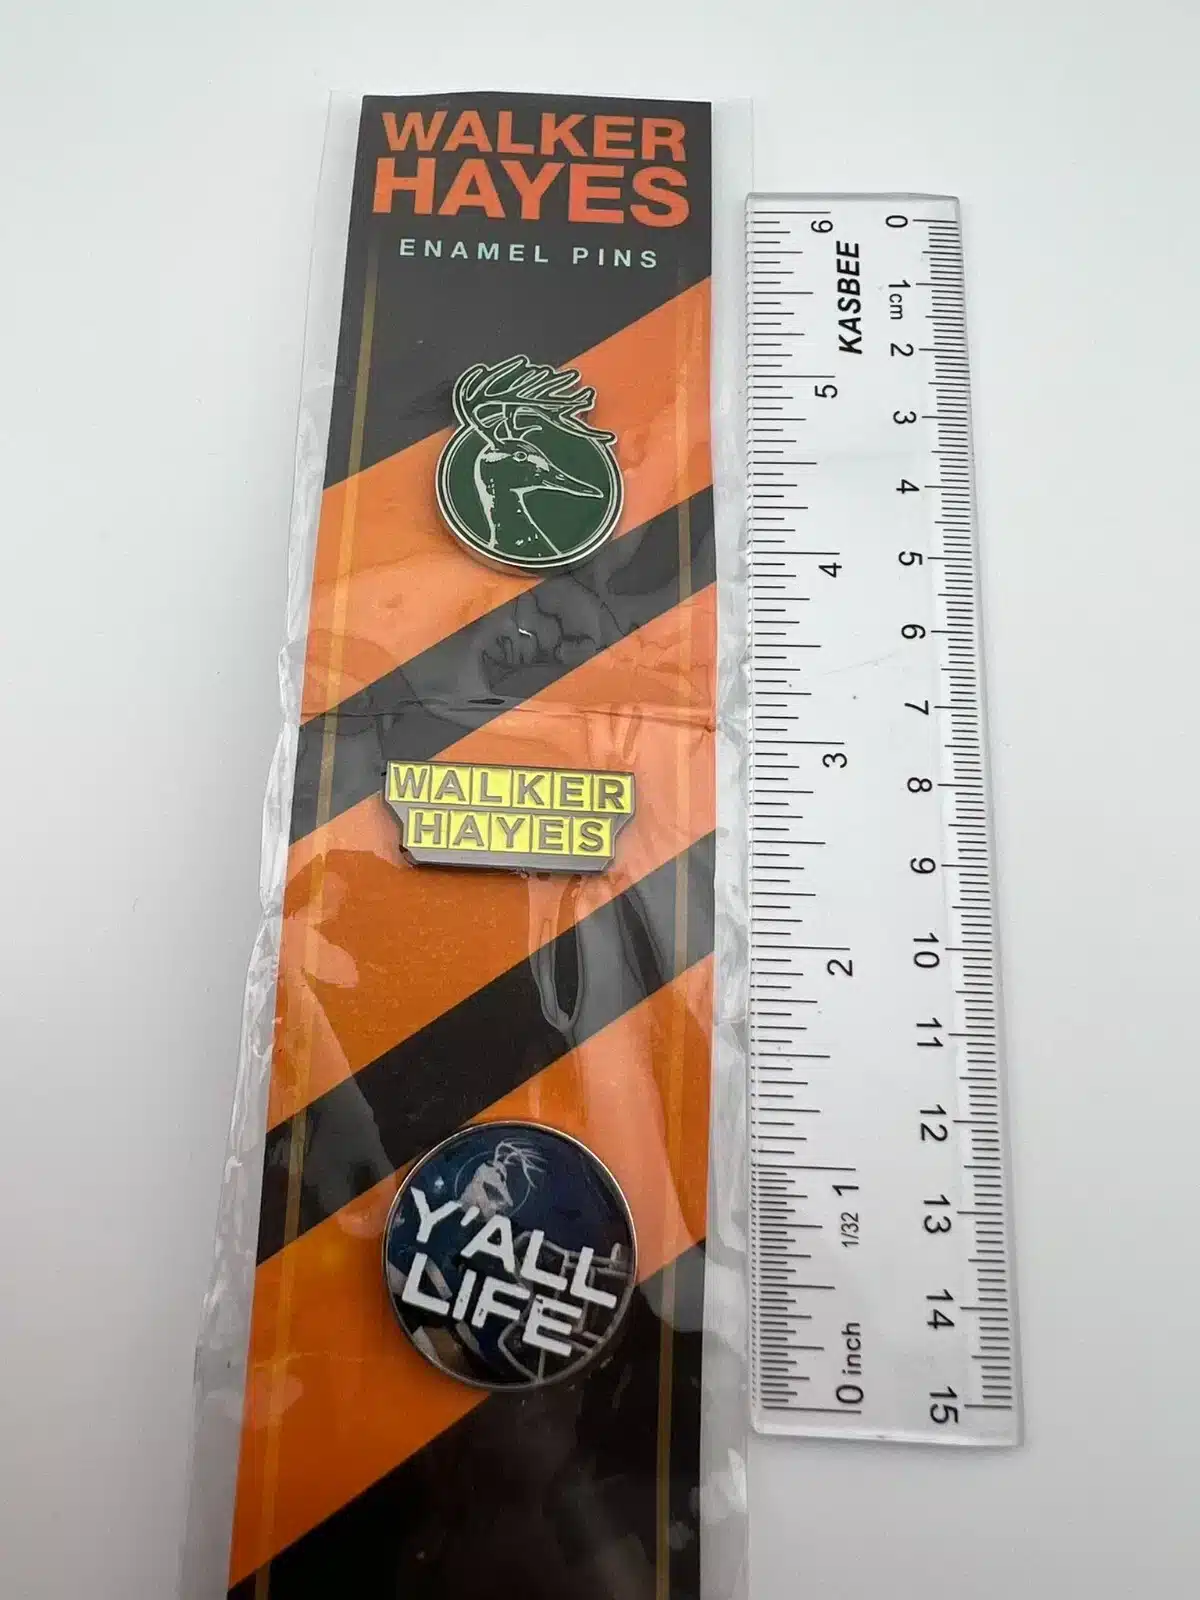 WALKER
HAYES
ENAMEL PINS
WALKER
HAYES
Y'ALL
LIFE
KASBEE
0
1cm
2
3
4
5
6
7
8
9
10
11
12
13
14
15
6
5
4
3
2
1/32 1
0 inch